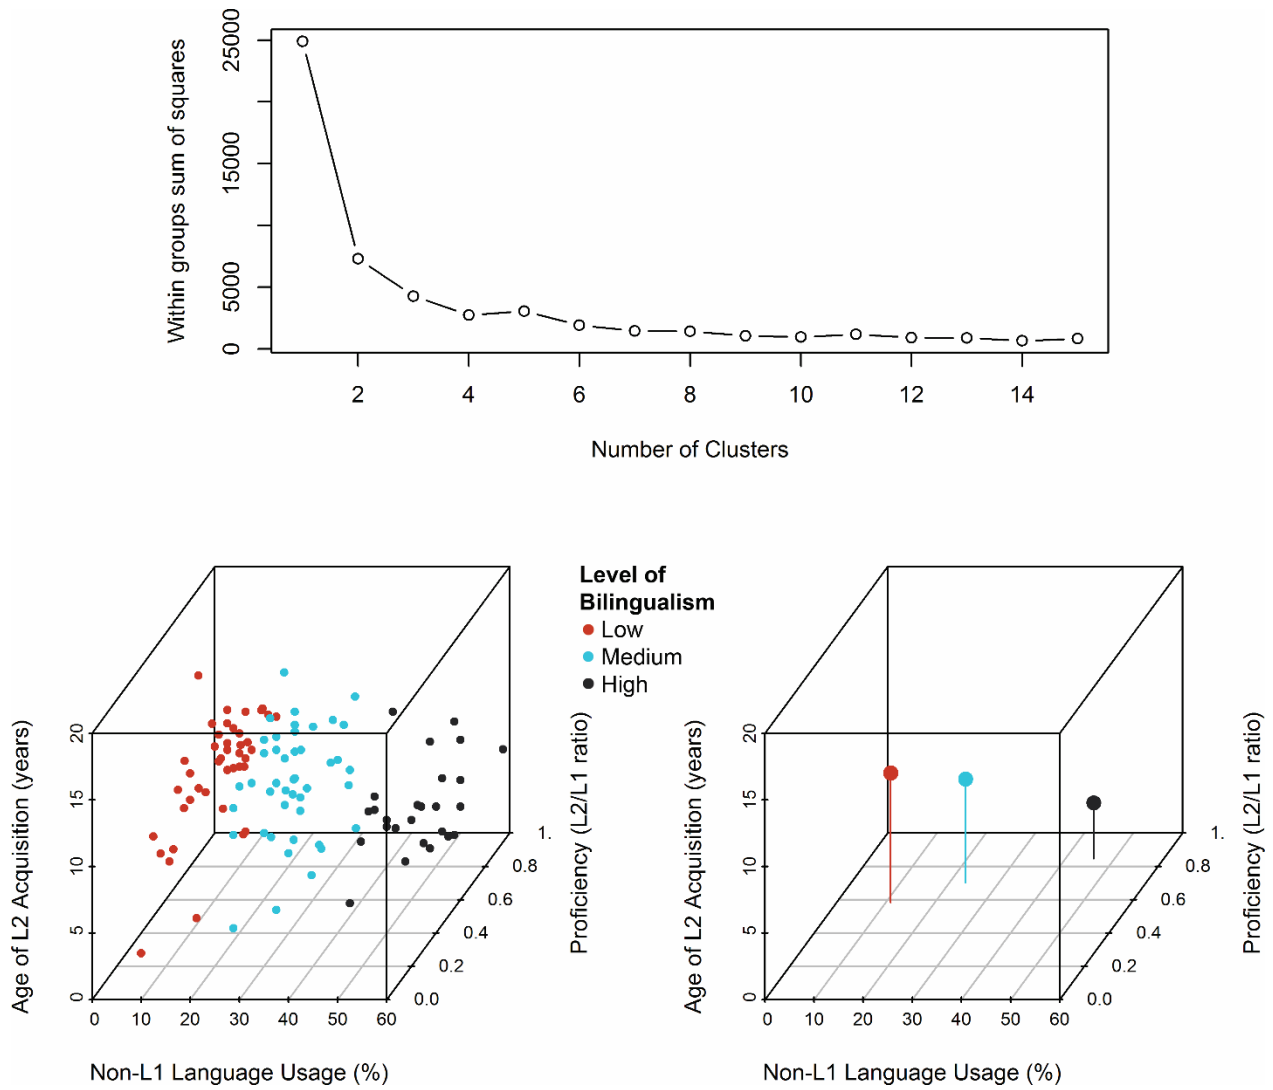 Within groups sum of squares
25000
15000
5000
0
2 4 6 8 10 12 14
Number of Clusters
Level of
Bilingualism
Low
Medium
High
Age of L2 Acquisition (years)
20
15
10
5
0
0 10 20 30 40 50 60
Non-L1 Language Usage (%)
1.
0.8
0.6
0.4
0.2
0.0
Proficiency (L2/L1 ratio)
Age of L2 Acquisition (years)
20
15
10
5
0
0 10 20 30 40 50 60
Non-L1 Language Usage (%)
1.
0.8
0.6
0.4
0.2
0.0
Proficiency (L2/L1 ratio)